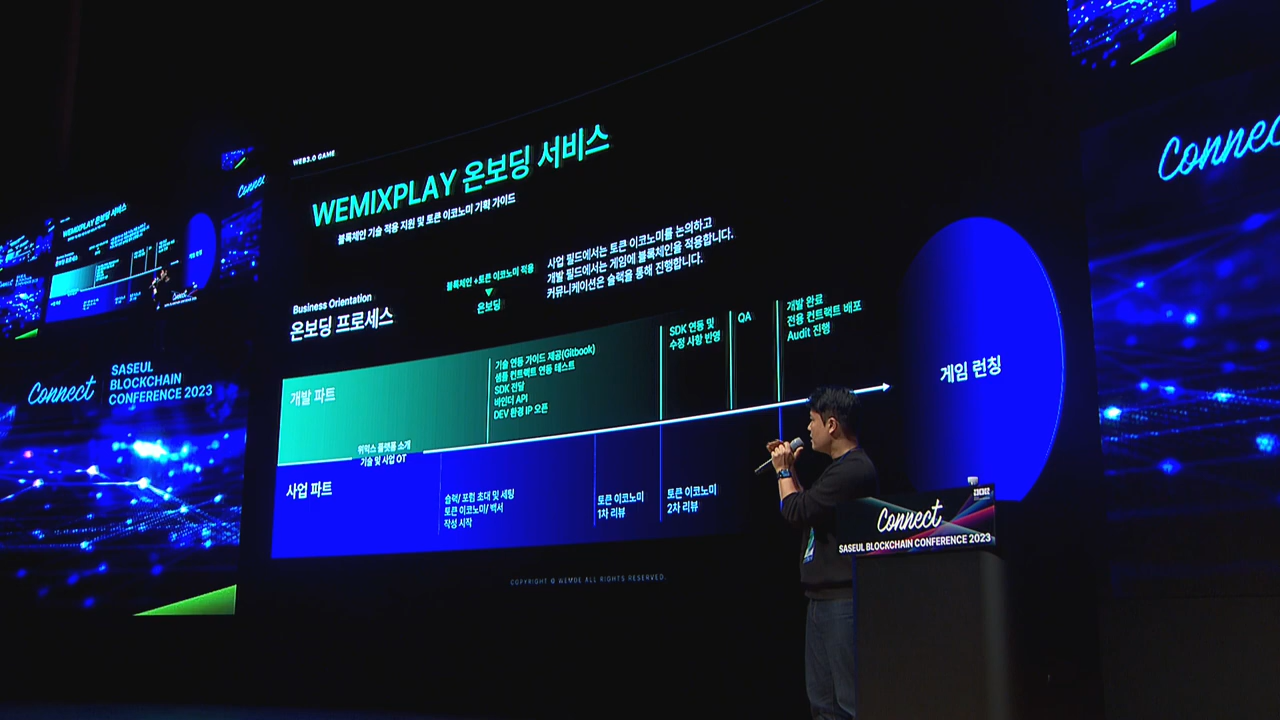 WEB3.0 GAME
WEMIXPLAY 온보딩 서비스
블록체인 기술 적용 지원 및 토큰 이코노미 기획 가이드
Business Orientation
온보딩 프로세스
블록체인 +토큰 이코노미 적용
온보딩
사업 필드에서는 토큰 이코노미를 논의하고
개발 필드에서는 게임에 블록체인을 적용합니다.
커뮤니케이션은 슬랙을 통해 진행합니다.
개발 파트
기술 연동 가이드 제공(Gitbook)
샘플 컨트랙트 연동 테스트
SDK 전달
바인더 API
DEV 환경 IP 오픈
SDK 연동 및
수정 사항 반영
QA
개발 완료
전용 컨트랙트 배포
Audit 진행
위믹스 플랫폼 소개
기술 및 사업 OT
사업 파트
슬랙/ 포럼 초대 및 세팅
토큰 이코노미/ 백서
작성 시작
토큰 이코노미
1차 리뷰
토큰 이코노미
2차 리뷰
게임 런칭
COPYRIGHT © WEMADE ALL RIGHTS RESERVED.
Connect
SASEUL
BLOCKCHAIN
CONFERENCE 2023
WEMIXPLAY 온보딩 서비스
Connect
Connect
Connect
SASEUL BLOCKCHAIN CONFERENCE 2023